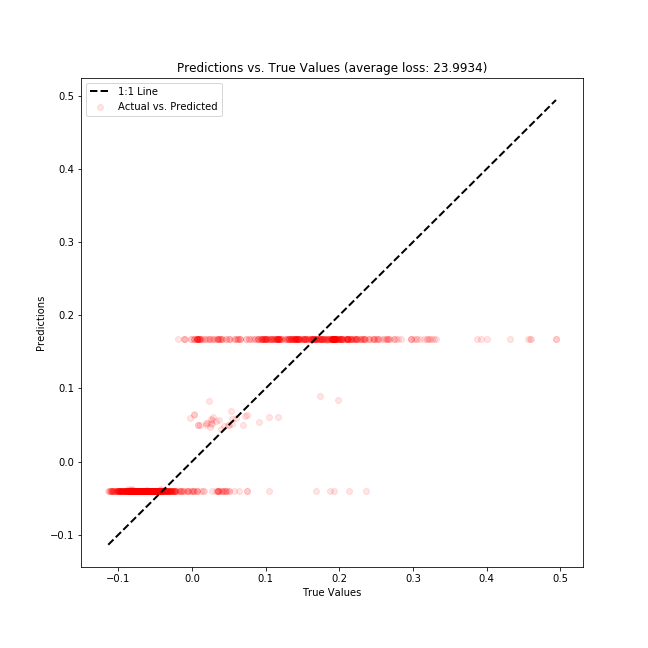 Predictions vs. True Values (average loss: 23.9934)
1:1 Line
Actual vs. Predicted
0.5
0.4
0.3
0.2
0.1
0.0
−0.1
Predictions
−0.1 0.0 0.1 0.2 0.3 0.4 0.5
True Values